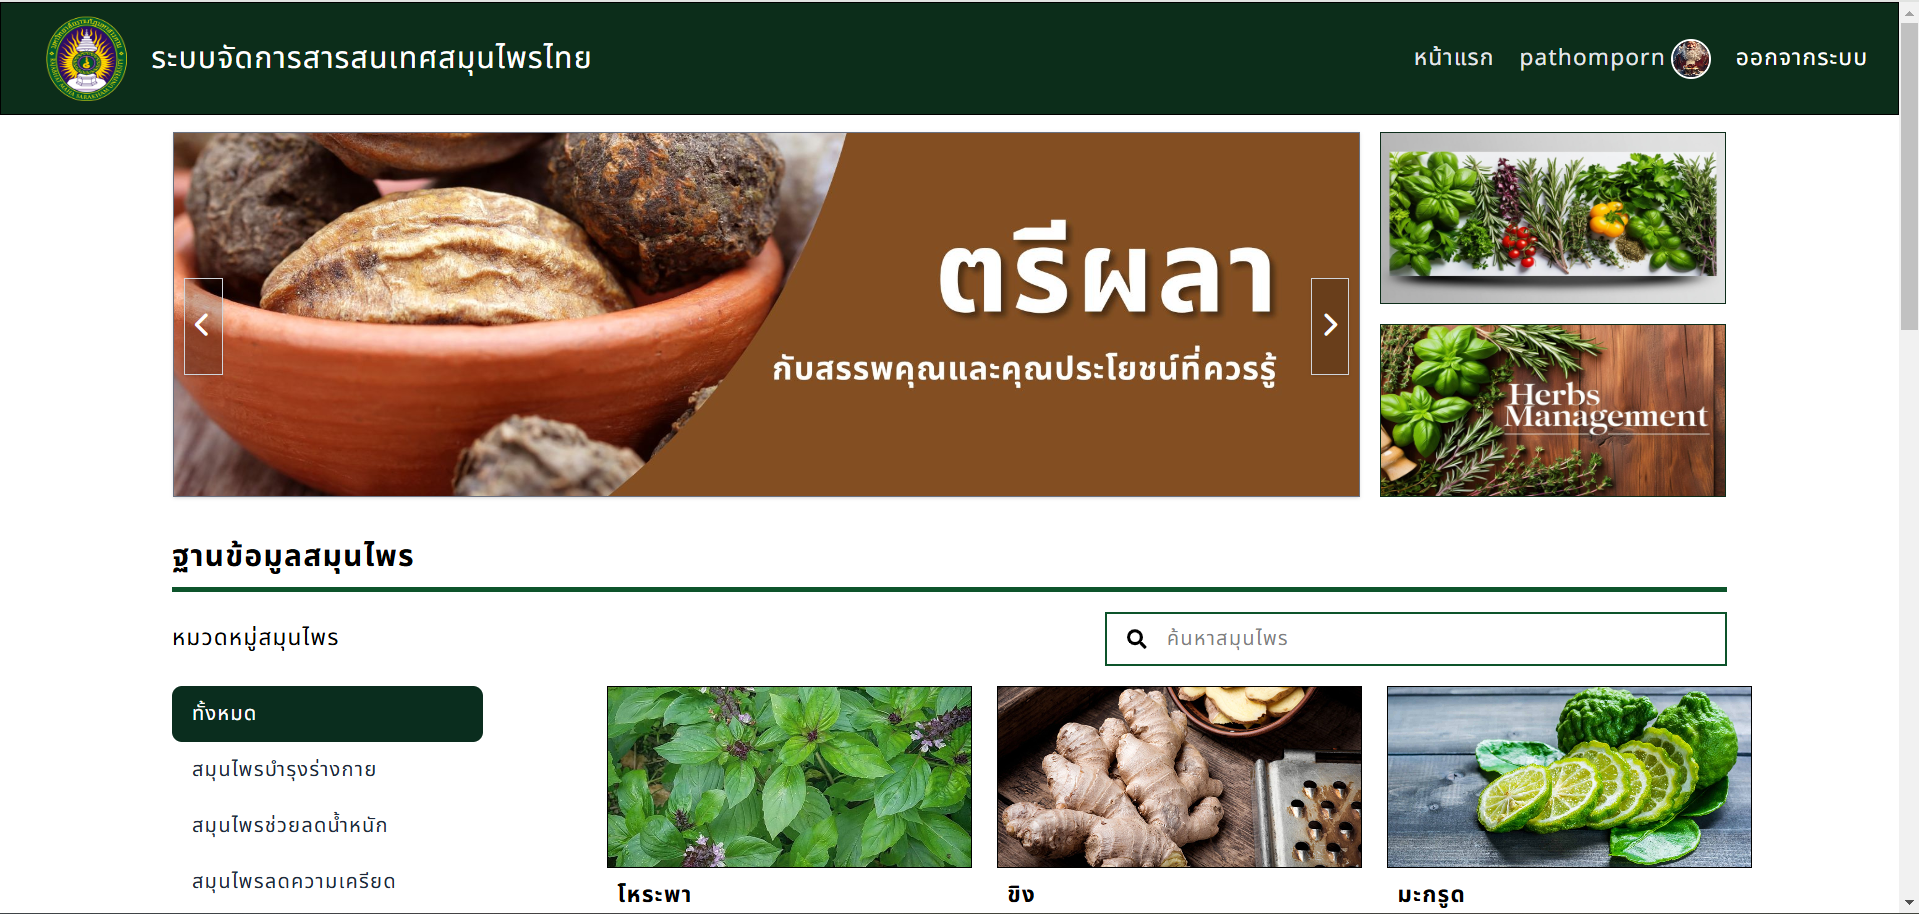 ระบบจัดการสารสนเทศสมุนไพรไทย
หน้าแรก
pathomporn
ออกจากระบบ
ตรีผลา
กับสรรพคุณและคุณประโยชน์ที่ควรรู้
Herbs
Management
ฐานข้อมูลสมุนไพร
หมวดหมู่สมุนไพร
ค้นหาสมุนไพร
ทั้งหมด
สมุนไพรบำรุงร่างกาย
สมุนไพรช่วยลดน้ำหนัก
สมุนไพรลดความเครียด
โหระพา
ขิง
มะกรูด